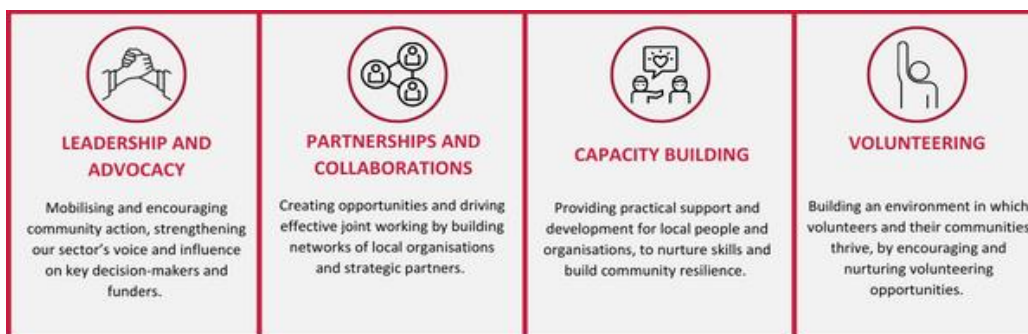 LEADERSHIP AND
ADVOCACY
Mobilising and encouraging
community action, strengthening
our sector's voice and influence
on key decision-makers and
funders.
PARTNERSHIPS AND
COLLABORATIONS
Creating opportunities and driving
effective joint working by building
networks of local organisations
and strategic partners.
CAPACITY BUILDING
Providing practical support and
development for local people and
organisations, to nurture skills and
build community resilience.
VOLUNTEERING
Building an environment in which
volunteers and their communities
thrive, by encouraging and
nurturing volunteering
opportunities.